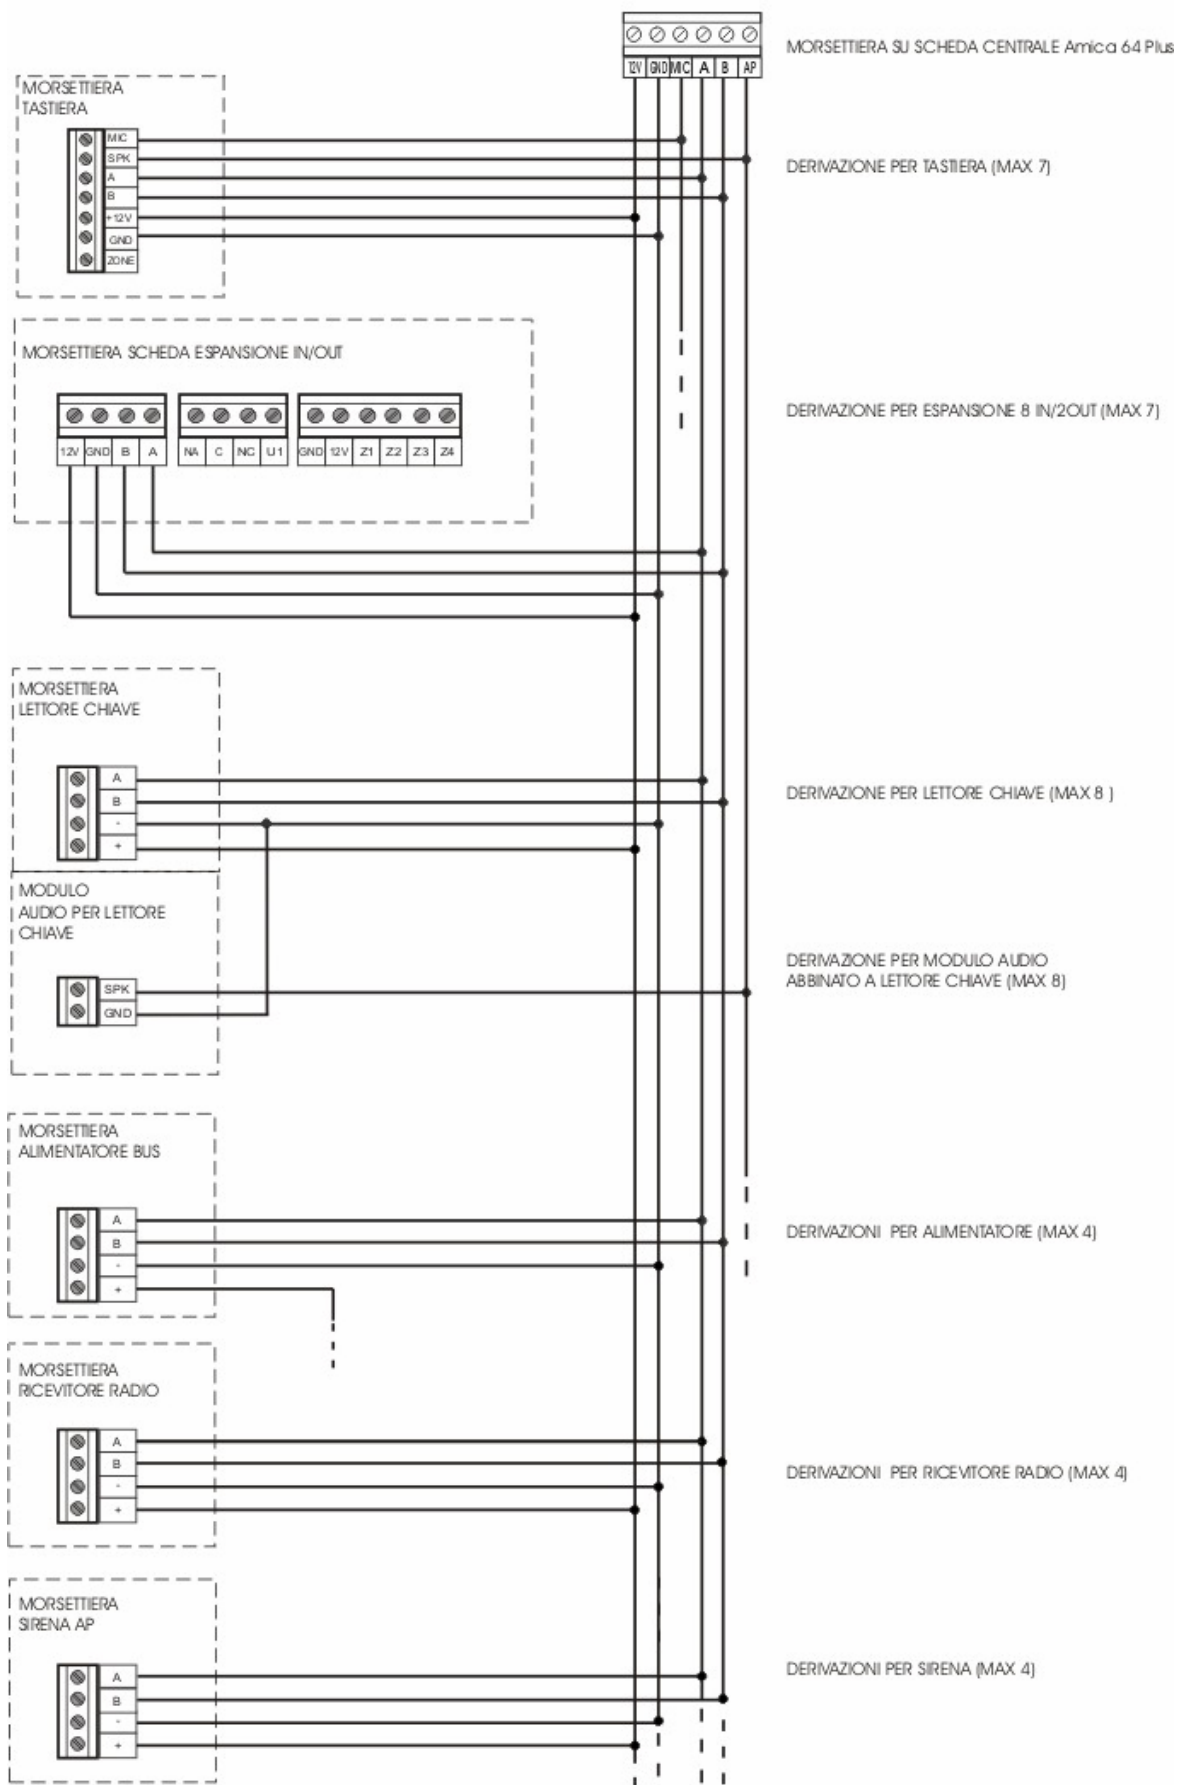 MORSETTIERA SU SCHEDA CENTRALE Amica 64 Plus
12V GND MIC A B AP
MORSETTIERA
TASTIERA
MIC
SPK
A
B
+12V
GND
ZONE
DERIVAZIONE PER TASTIERA (MAX 7)
MORSETTIERA SCHEDA ESPANSIONE IN/OUT
12V GND B A NA C NC U1 GND 12V Z1 Z2 Z3 Z4
DERIVAZIONE PER ESPANSIONE 8 IN/2OUT (MAX 7)
MORSETTIERA
LETTORE CHIAVE
A
B
-
+
DERIVAZIONE PER LETTORE CHIAVE (MAX 8 )
MODULO
AUDIO PER LETTORE
CHIAVE
SPK
GND
DERIVAZIONE PER MODULO AUDIO
ABBINATO A LETTORE CHIAVE (MAX 8)
MORSETTIERA
ALIMENTATORE BUS
A
B
-
+
DERIVAZIONI PER ALIMENTATORE (MAX 4)
MORSETTIERA
RICEVITORE RADIO
A
B
-
+
DERIVAZIONI PER RICEVITORE RADIO (MAX 4)
MORSETTIERA
SIRENA AP
A
B
-
+
DERIVAZIONI PER SIRENA (MAX 4)